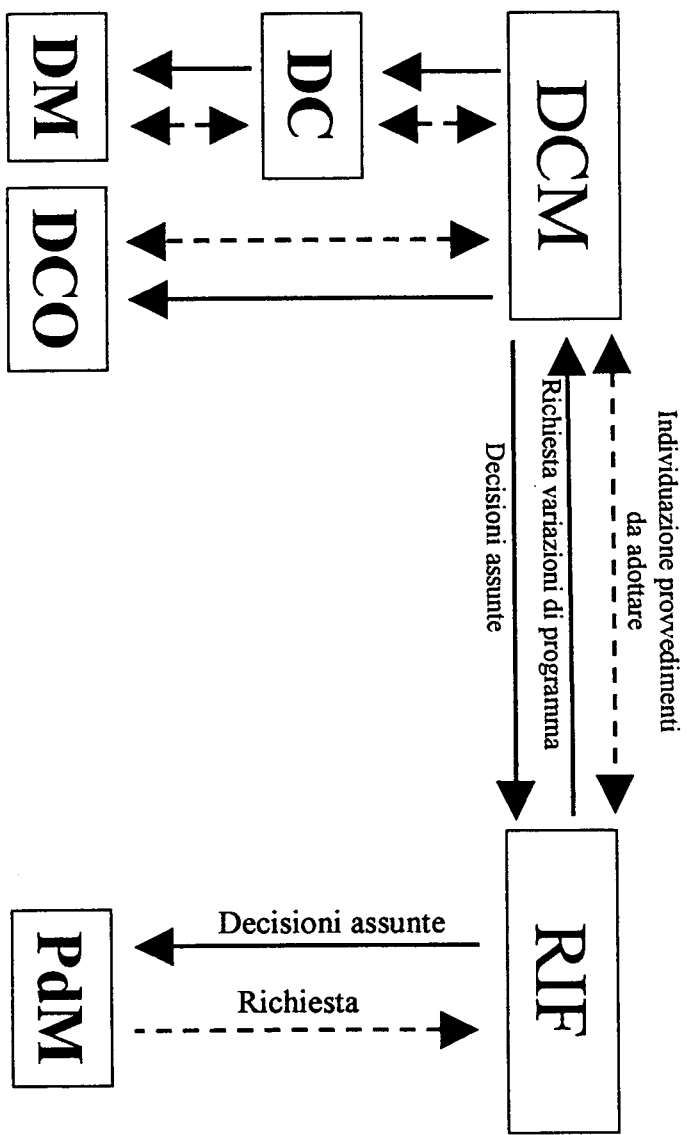 Individuazione provvedimenti
da adottare
DCM
Richiesta variazioni di programma
Decisioni assunte
RIF
DC
Decisioni assunte
Richiesta
DM
DCO
PdM